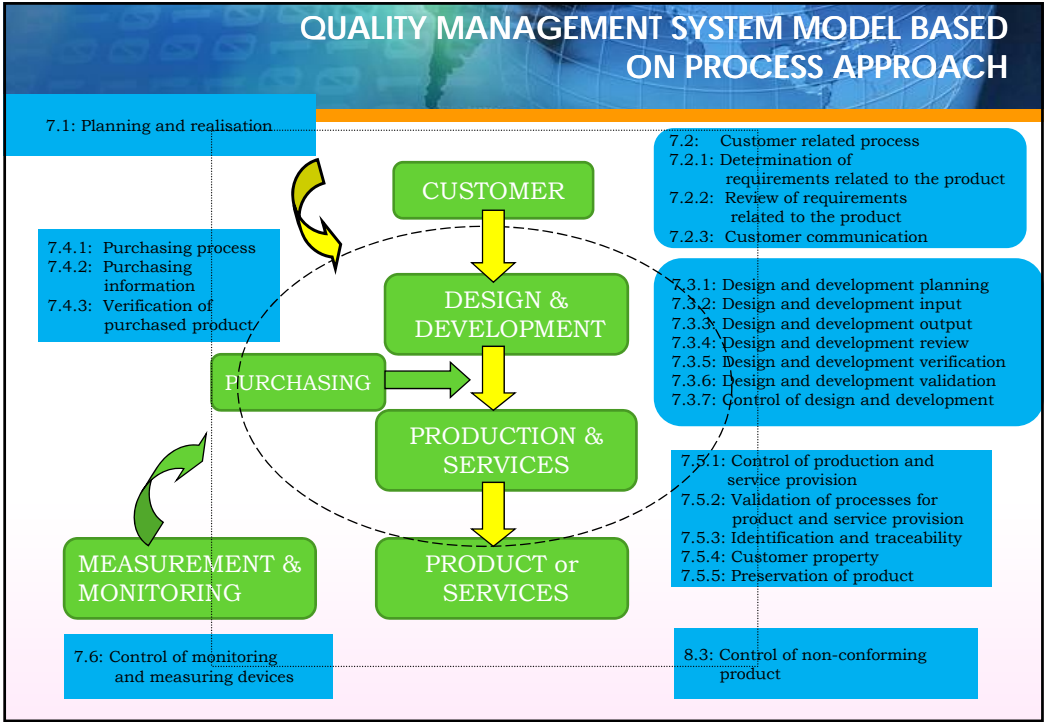 QUALITY MANAGEMENT SYSTEM MODEL BASED
ON PROCESS APPROACH
7.1: Planning and realisation
7.2: Customer related process
7.2.1: Determination of
requirements related to the product
7.2.2: Review of requirements
related to the product
7.2.3: Customer communication
CUSTOMER
7.4.1: Purchasing process
7.4.2: Purchasing
information
7.4.3: Verification of
purchased product
DESIGN &
DEVELOPMENT
7.3.1: Design and development planning
7.3.2: Design and development input
7.3.3: Design and development output
7.3.4: Design and development review
7.3.5: Design and development verification
7.3.6: Design and development validation
7.3.7: Control of design and development
PURCHASING
PRODUCTION &
SERVICES
7.5.1: Control of production and
service provision
7.5.2: Validation of processes for
product and service provision
7.5.3: Identification and traceability
7.5.4: Customer property
7.5.5: Preservation of product
MEASUREMENT &
MONITORING
PRODUCT or
SERVICES
7.6: Control of monitoring
and measuring devices
8.3: Control of non-conforming
product